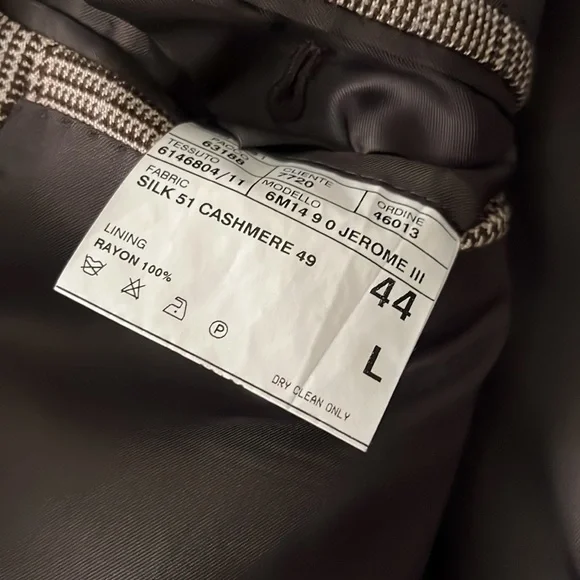 63166
CLIENTE
7720
ORDINE
46013
TESSUTO
6146804/11
MODELLO
6M14 9 0 JEROME III
FABRIC
SILK 51 CASHMERE 49
LINING
RAYON 100%
44
L
P
DRY CLEAN ONLY